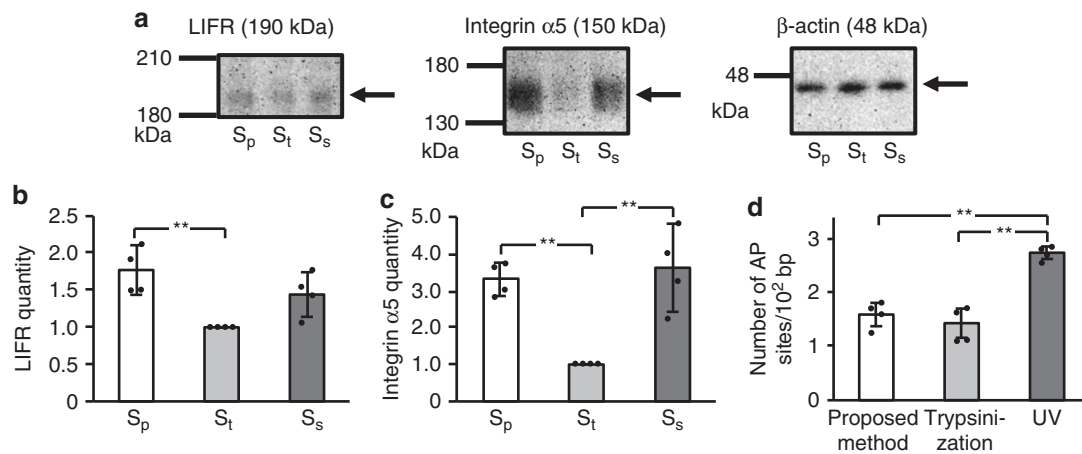 a
LIFR (190 kDa)
210
180
kDa
Sp St Ss
Integrin α5 (150 kDa)
180
130
kDa
Sp St Ss
β-actin (48 kDa)
48
kDa
Sp St Ss
b
LIFR quantity
2.5
2.0
1.5
1.0
0.5
0
**
Sp St Ss
c
Integrin α5 quantity
5.0
4.0
3.0
2.0
1.0
0
**
**
Sp St Ss
d
Number of AP
sites/10² bp
3
2
1
0
**
**
Proposed
method
Trypsini-
zation
UV